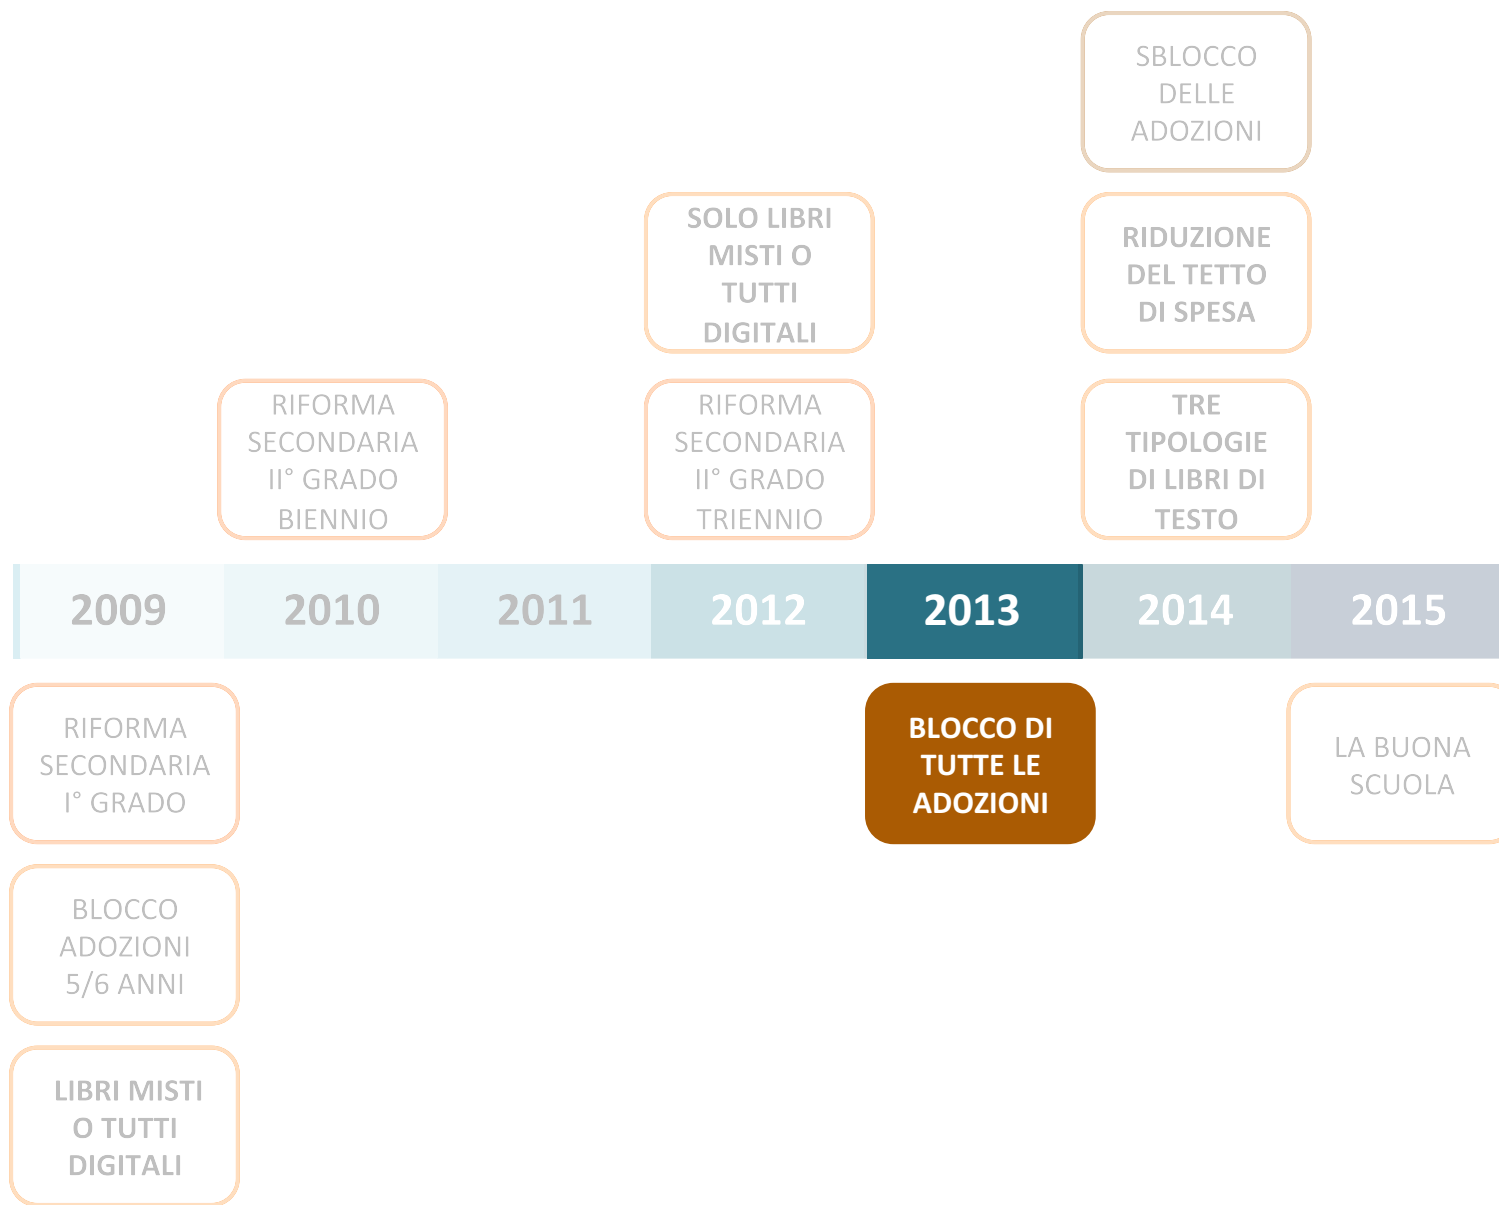 SBLOCCO
DELLE
ADOZIONI
SOLO LIBRI
MISTI O
TUTTI
DIGITALI
RIDUZIONE
DEL TETTO
DI SPESA
RIFORMA
SECONDARIA
II° GRADO
BIENNIO
RIFORMA
SECONDARIA
II° GRADO
TRIENNIO
TRE
TIPOLOGIE
DI LIBRI DI
TESTO
2009 2010 2011 2012 2013 2014 2015
RIFORMA
SECONDARIA
I° GRADO
BLOCCO DI
TUTTE LE
ADOZIONI
LA BUONA
SCUOLA
BLOCCO
ADOZIONI
5/6 ANNI
LIBRI MISTI
O TUTTI
DIGITALI